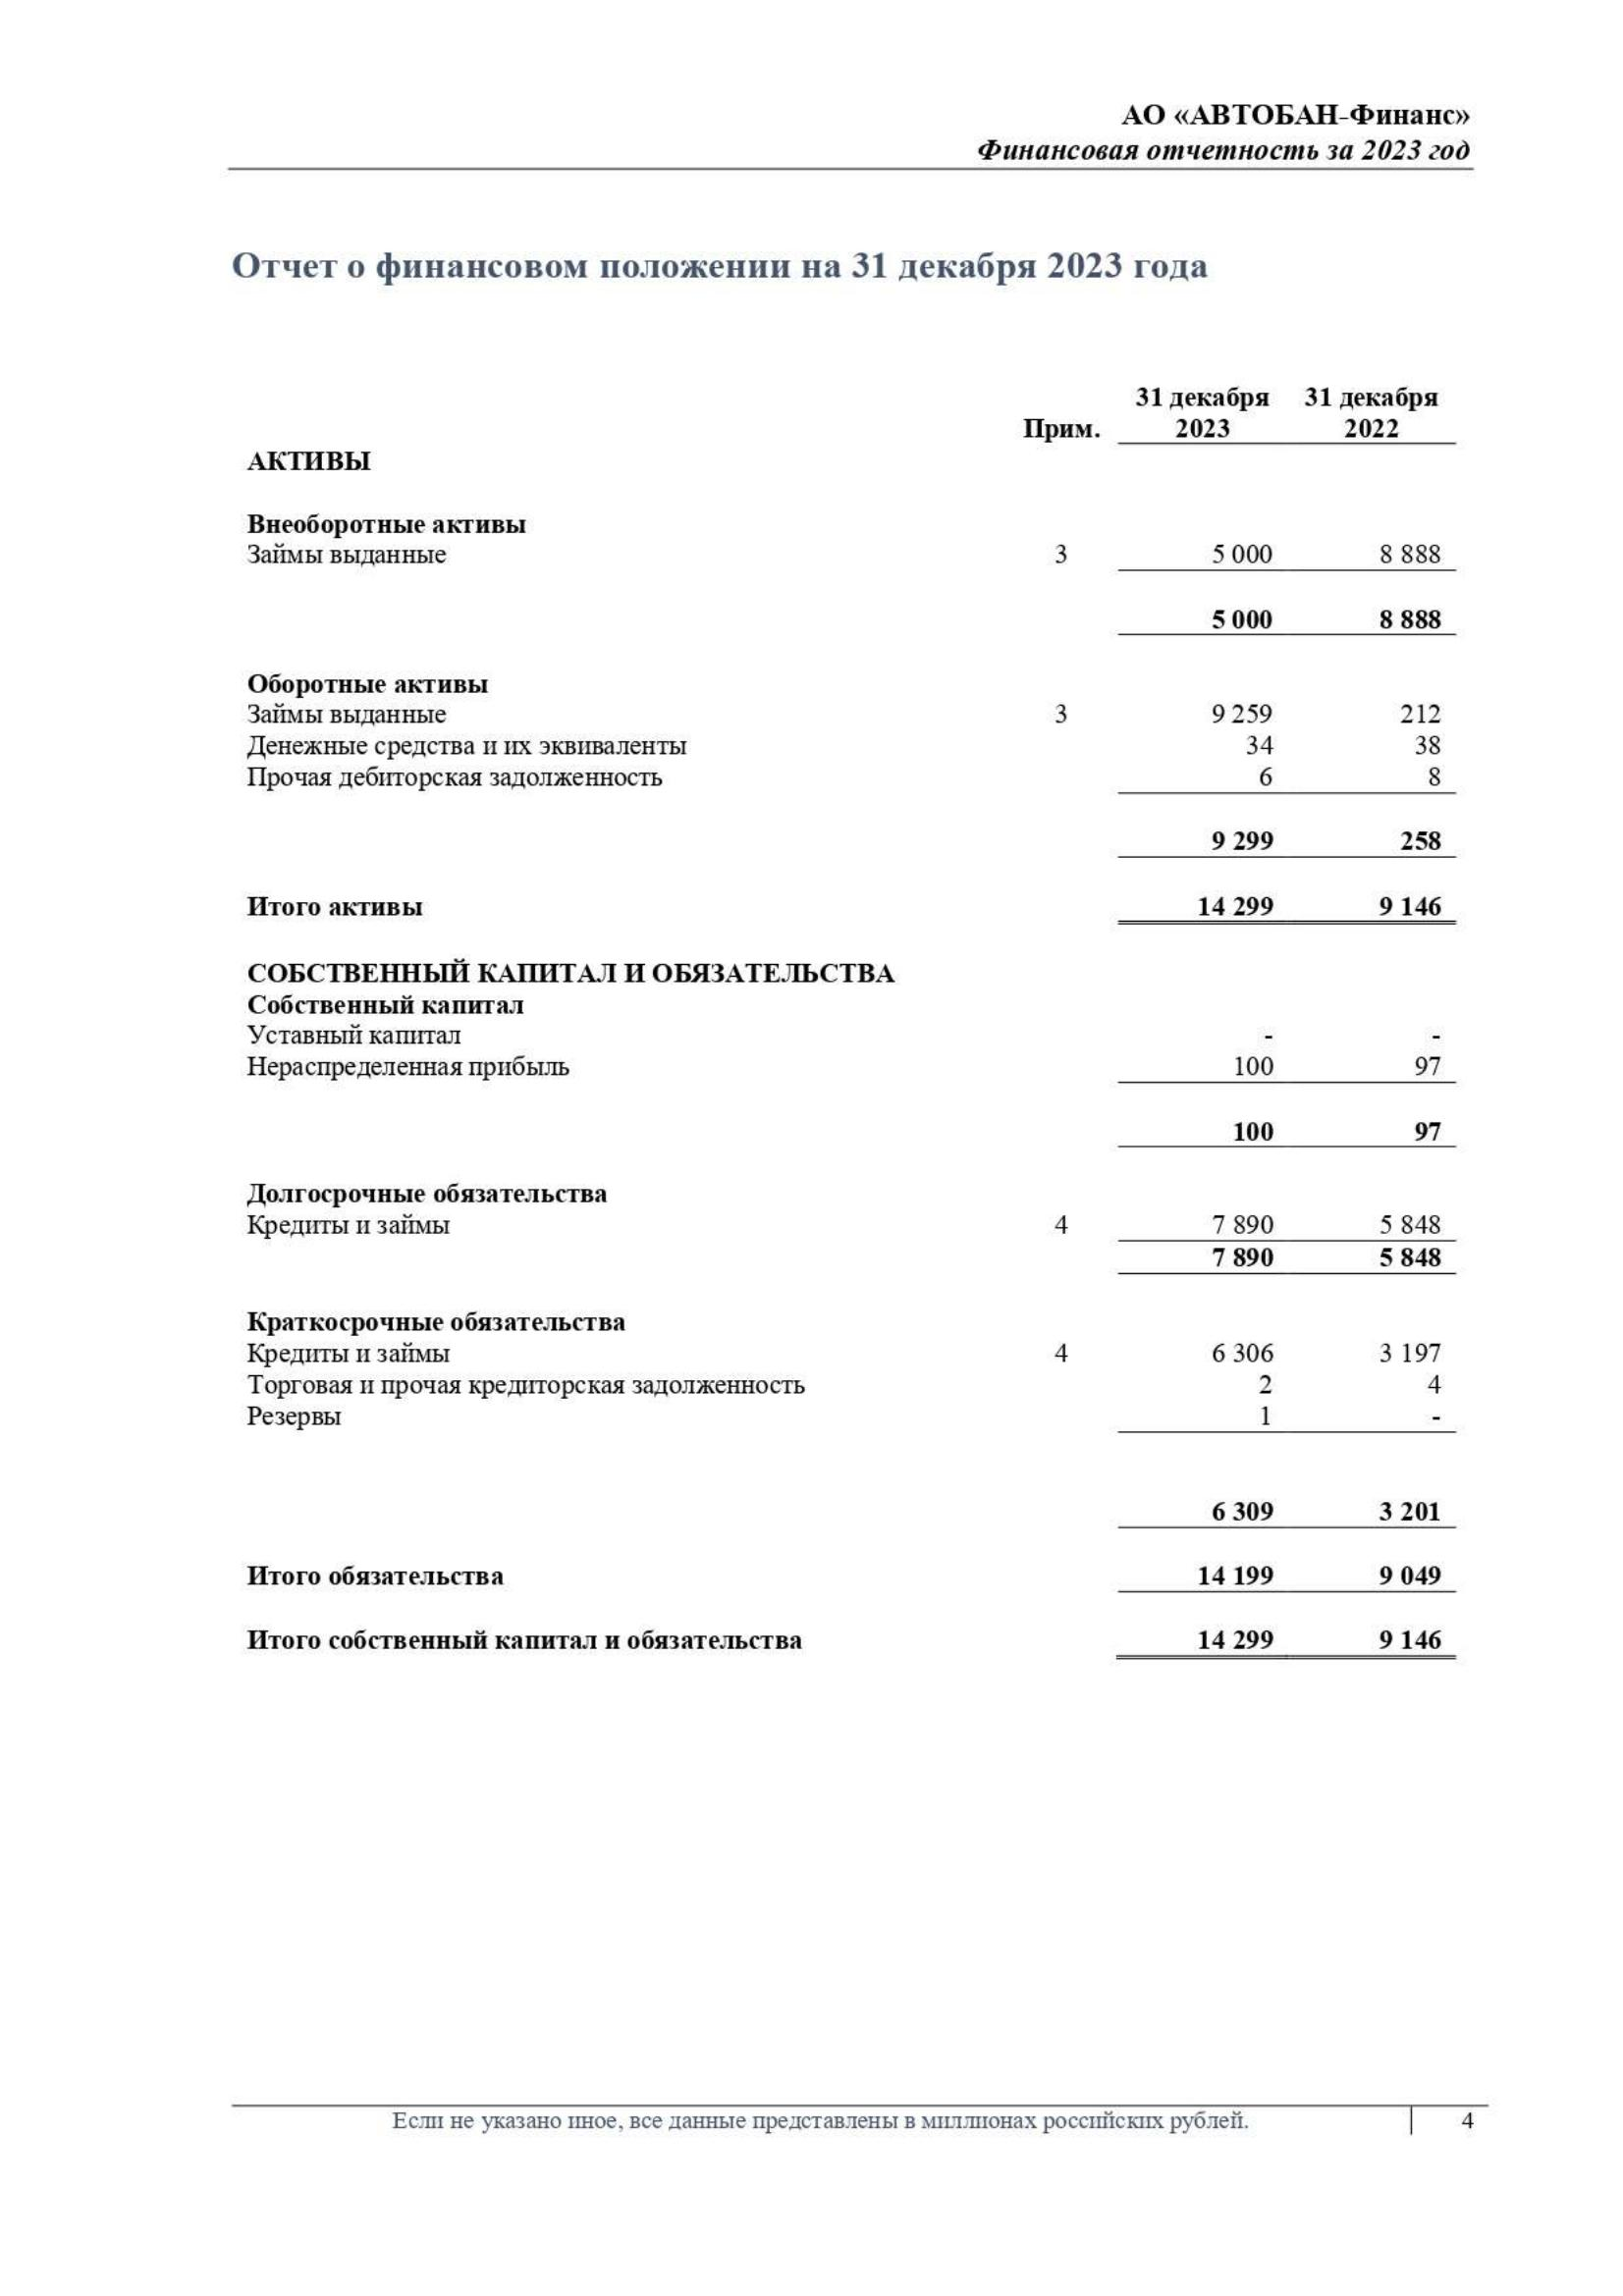 АО «АВТОБАН-Финанс»
Финансовая отчетность за 2023 год
Отчет о финансовом положении на 31 декабря 2023 года
31 декабря 31 декабря
Прим. 2023 2022
АКТИВЫ
Внеоборотные активы
Займы выданные 3 5 000 8 888
5 000 8 888
Оборотные активы
Займы выданные 3 9 259 212
Денежные средства и их эквиваленты 34 38
Прочая дебиторская задолженность 6 8
9 299 258
Итого активы 14 299 9 146
СОБСТВЕННЫЙ КАПИТАЛ И ОБЯЗАТЕЛЬСТВА
Собственный капитал
Уставный капитал - -
Нераспределенная прибыль 100 97
100 97
Долгосрочные обязательства
Кредиты и займы 4 7 890 5 848
7 890 5 848
Краткосрочные обязательства
Кредиты и займы 4 6 306 3 197
Торговая и прочая кредиторская задолженность 2 4
Резервы 1 -
6 309 3 201
Итого обязательства 14 199 9 049
Итого собственный капитал и обязательства 14 299 9 146
Если не указано иное, все данные представлены в миллионах российских рублей. 4